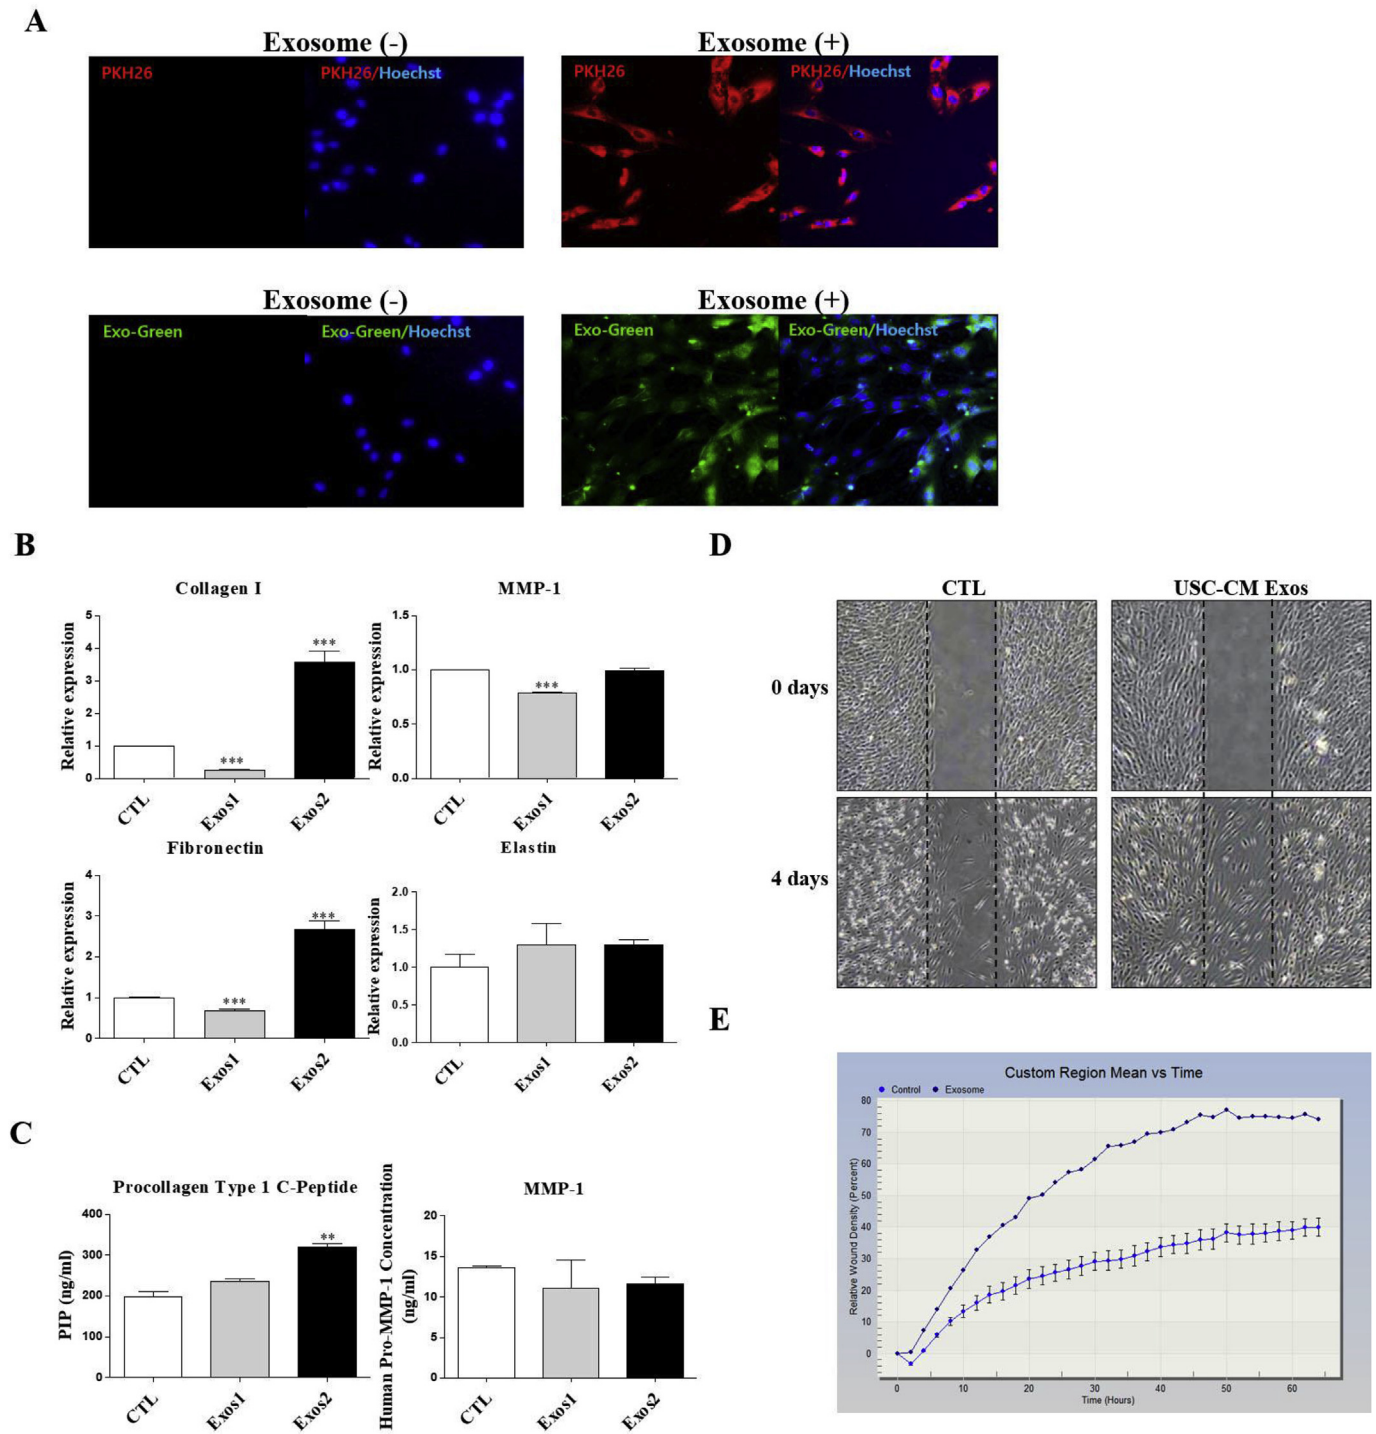 A
Exosome (-)
Exosome (+)
PKH26
PKH26/Hoechst
PKH26
PKH26/Hoechst
Exosome (-)
Exosome (+)
Exo-Green
Exo-Green/Hoechst
Exo-Green
Exo-Green/Hoechst
B
Collagen I
Relative expression
5
4
3
2
1
0
***
***
CTL
Exos1
Exos2
MMP-1
Relative expression
1.5
1.0
0.5
0.0
***
CTL
Exos1
Exos2
Fibronectin
Relative expression
4
3
2
1
0
***
***
CTL
Exos1
Exos2
Elastin
Relative expression
2.0
1.5
1.0
0.5
0.0
CTL
Exos1
Exos2
C
Procollagen Type 1 C-Peptide
PIP (ng/ml)
400
300
200
100
0
**
CTL
Exos1
Exos2
MMP-1
Human Pro-MMP-1 Concentration
(ng/ml)
20
15
10
5
0
CTL
Exos1
Exos2
D
CTL
USC-CM Exos
0 days
4 days
E
Custom Region Mean vs Time
Control
Exosome
Relative Wound Density (Percent)
80
70
60
50
40
30
20
10
0
0
10
20
30
40
50
60
Time (Hours)